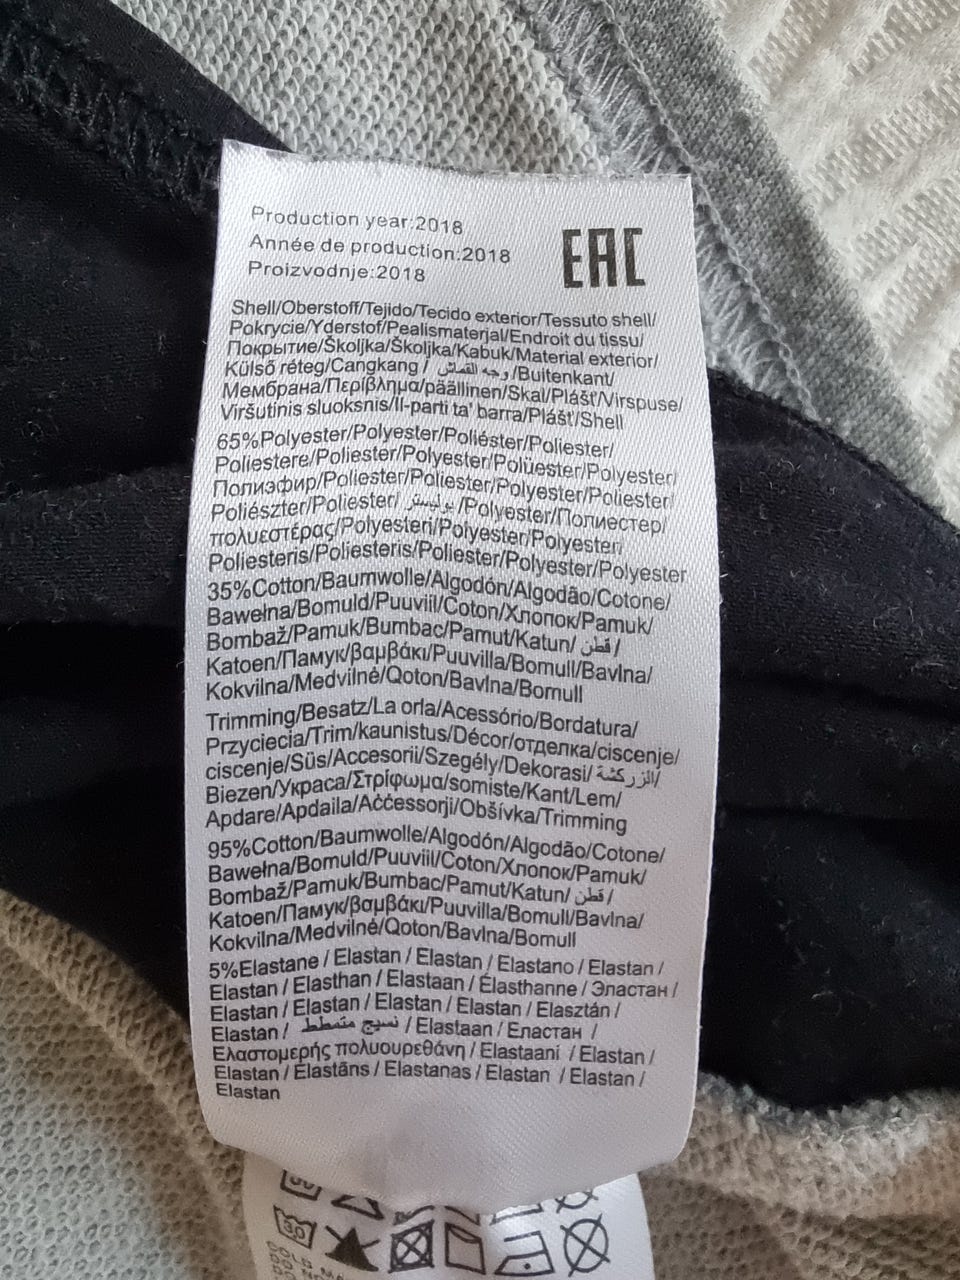 Production year:2018
Année de production:2018
Proizvodnje:2018
EAC
Shell/Oberstoff/Tejido/Tecido exterior/Tessuto shell/
Pokrycie/Yderstof/Pealismaterjal/Endroit du tissu/
Покрытие/Školjka/Školjka/Kabuk/Material exterior/
Külső réteg/Cangkang / وجه القماش /Buitenkant/
Мембрана/Περίβλημα/päällinen/Skal/Plášť/Virspuse/
Viršutinis sluoksnis/Il-parti ta' barra/Plášť/Shell
65%Polyester/Polyester/Poliéster/Poliester/
Poliestere/Poliester/Polyester/Polüester/Polyester/
Полиэфир/Poliester/Poliester/Polyester/Poliester/
Poliészter/Poliester/ بوليستر /Polyester/Полиестер/
πολυεστέρας/Polyesteri/Polyester/Polyester/
Poliesteris/Poliesteris/Poliester/Polyester/Polyester
35%Cotton/Baumwolle/Algodón/Algodão/Cotone/
Bawełna/Bomuld/Puuviil/Coton/Хлопок/Pamuk/
Bombaž/Pamuk/Bumbac/Pamut/Katun/ قطن /
Katoen/Памук/βαμβάκι/Puuvilla/Bomull/Bavlna/
Kokvilna/Medvilnė/Qoton/Bavlna/Bomull
Trimming/Besatz/La orla/Acessório/Bordatura/
Przyciecia/Trim/kaunistus/Décor/отделка/ciscenje/
ciscenje/Süs/Accesorii/Szegély/Dekorasi/ الزركشة/
Biezen/Украса/Στρίφωμα/somiste/Kant/Lem/
Apdare/Apdaila/Aċċessorji/Obšívka/Trimming
95%Cotton/Baumwolle/Algodón/Algodão/Cotone/
Bawełna/Bomuld/Puuviil/Coton/Хлопок/Pamuk/
Bombaž/Pamuk/Bumbac/Pamut/Katun/ قطن /
Katoen/Памук/βαμβάκι/Puuvilla/Bomull/Bavlna/
Kokvilna/Medvilnė/Qoton/Bavlna/Bomull
5%Elastane / Elastan / Elastan / Elastano / Elastan /
Elastan / Elasthan / Elastaan / Élasthanne / Эластан /
Elastan / Elastan / Elastan / Elastan / Elasztán /
Elastan / نسيج متمطط / Elastaan / Еластан /
Ελαστομερής πολυουρεθάνη / Elastaani / Elastan /
Elastan / Elastāns / Elastanas / Elastan / Elastan /
Elastan
30